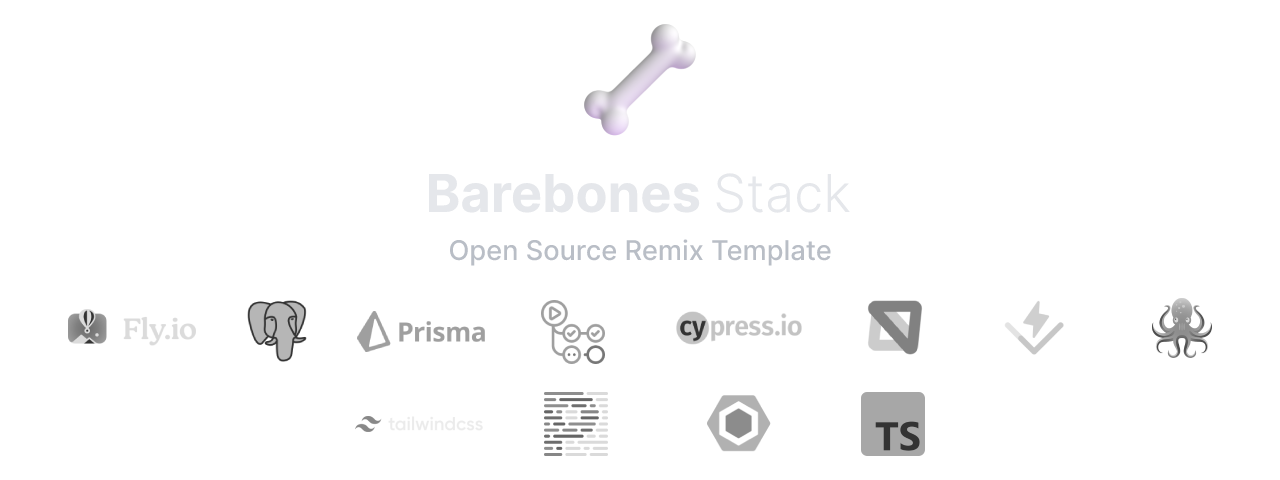 Barebones Stack
Open Source Remix Template
Fly.io
Prisma
cypress.io
tailwindcss
TS